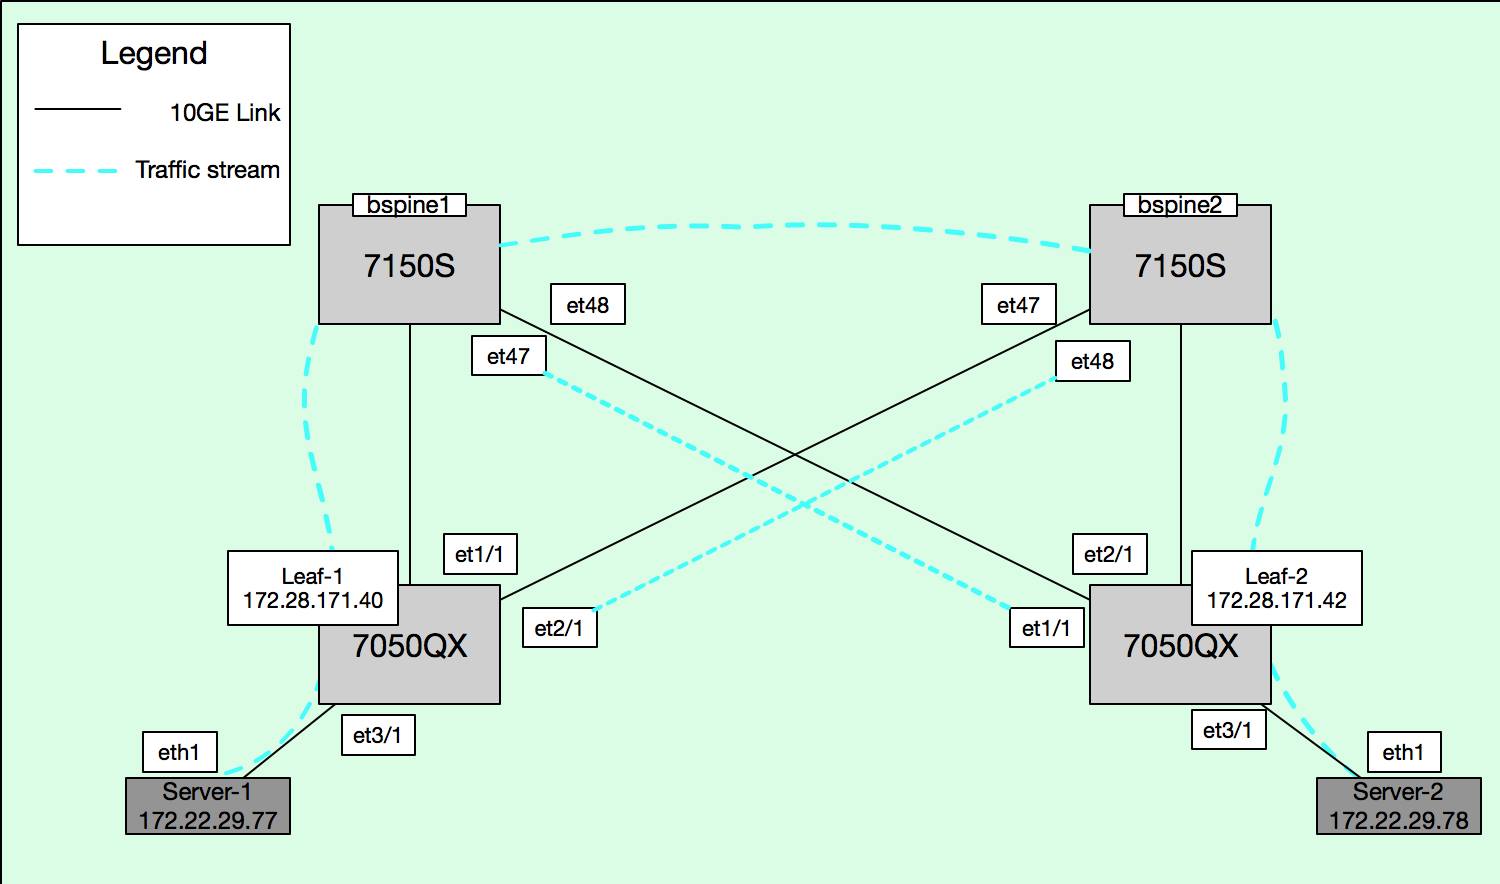 Legend
10GE Link
Traffic stream
bspine1
7150S
bspine2
7150S
et48
et47
et47
et48
et1/1
et2/1
Leaf-1
172.28.171.40
7050QX
Leaf-2
172.28.171.42
7050QX
et2/1
et1/1
et3/1
et3/1
eth1
eth1
Server-1
172.22.29.77
Server-2
172.22.29.78